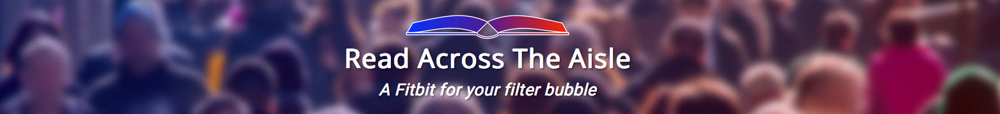 Read Across The Aisle
A Fitbit for your filter bubble